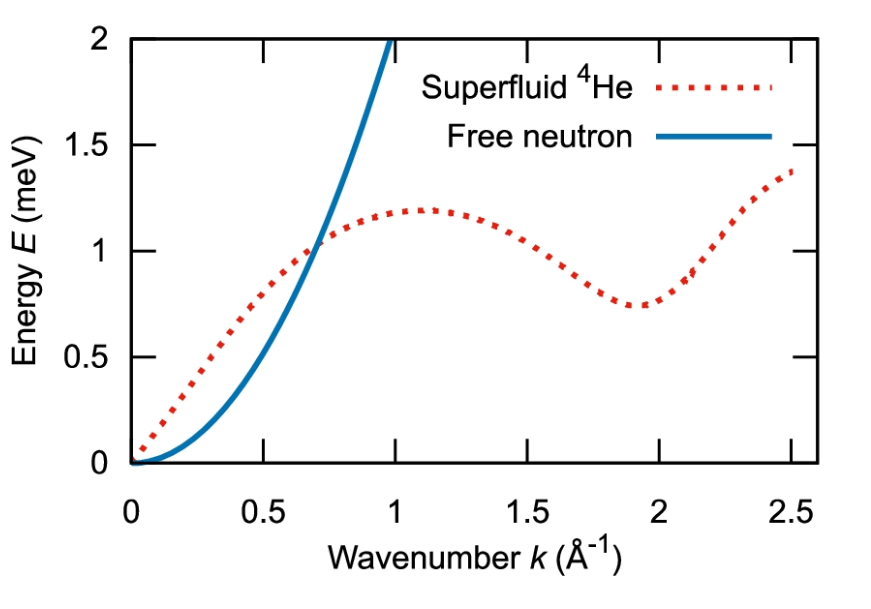 Energy E (meV)
2
1.5
1
0.5
0
Superfluid ⁴He
Free neutron
0 0.5 1 1.5 2 2.5
Wavenumber k (Å⁻¹)